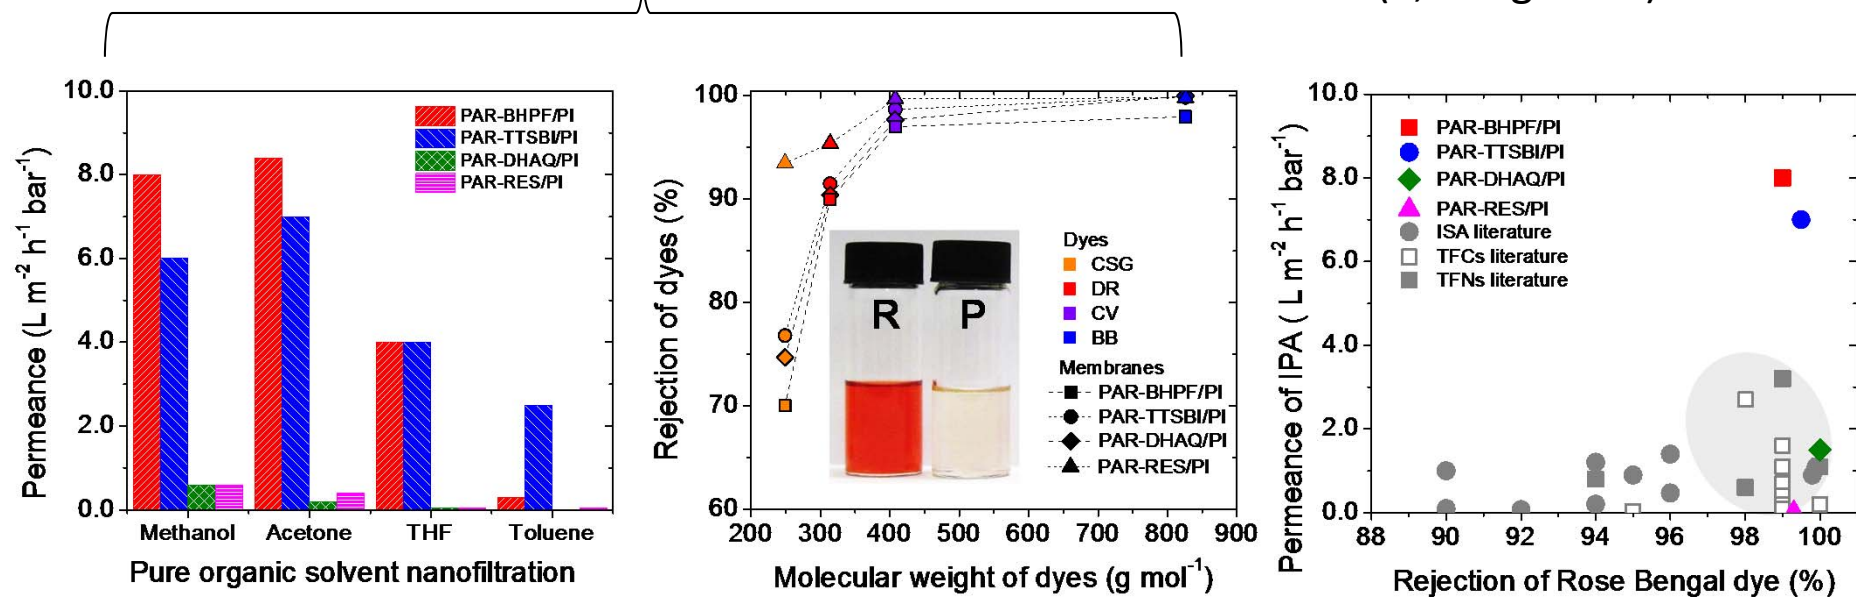 10.0
8.0
6.0
4.0
2.0
0.0
Permeance (L m⁻² h⁻¹ bar⁻¹)
PAR-BHPF/PI
PAR-TTSBI/PI
PAR-DHAQ/PI
PAR-RES/PI
Methanol Acetone THF Toluene
Pure organic solvent nanofiltration
100
90
80
70
60
Rejection of dyes (%)
R P
Dyes
CSG
DR
CV
BB
Membranes
PAR-BHPF/PI
PAR-TTSBI/PI
PAR-DHAQ/PI
PAR-RES/PI
200 300 400 500 600 700 800 900
Molecular weight of dyes (g mol⁻¹)
10.0
8.0
6.0
4.0
2.0
0.0
Permeance of IPA ( L m⁻² h⁻¹ bar⁻¹)
PAR-BHPF/PI
PAR-TTSBI/PI
PAR-DHAQ/PI
PAR-RES/PI
ISA literature
TFCs literature
TFNs literature
88 90 92 94 96 98 100
Rejection of Rose Bengal dye (%)